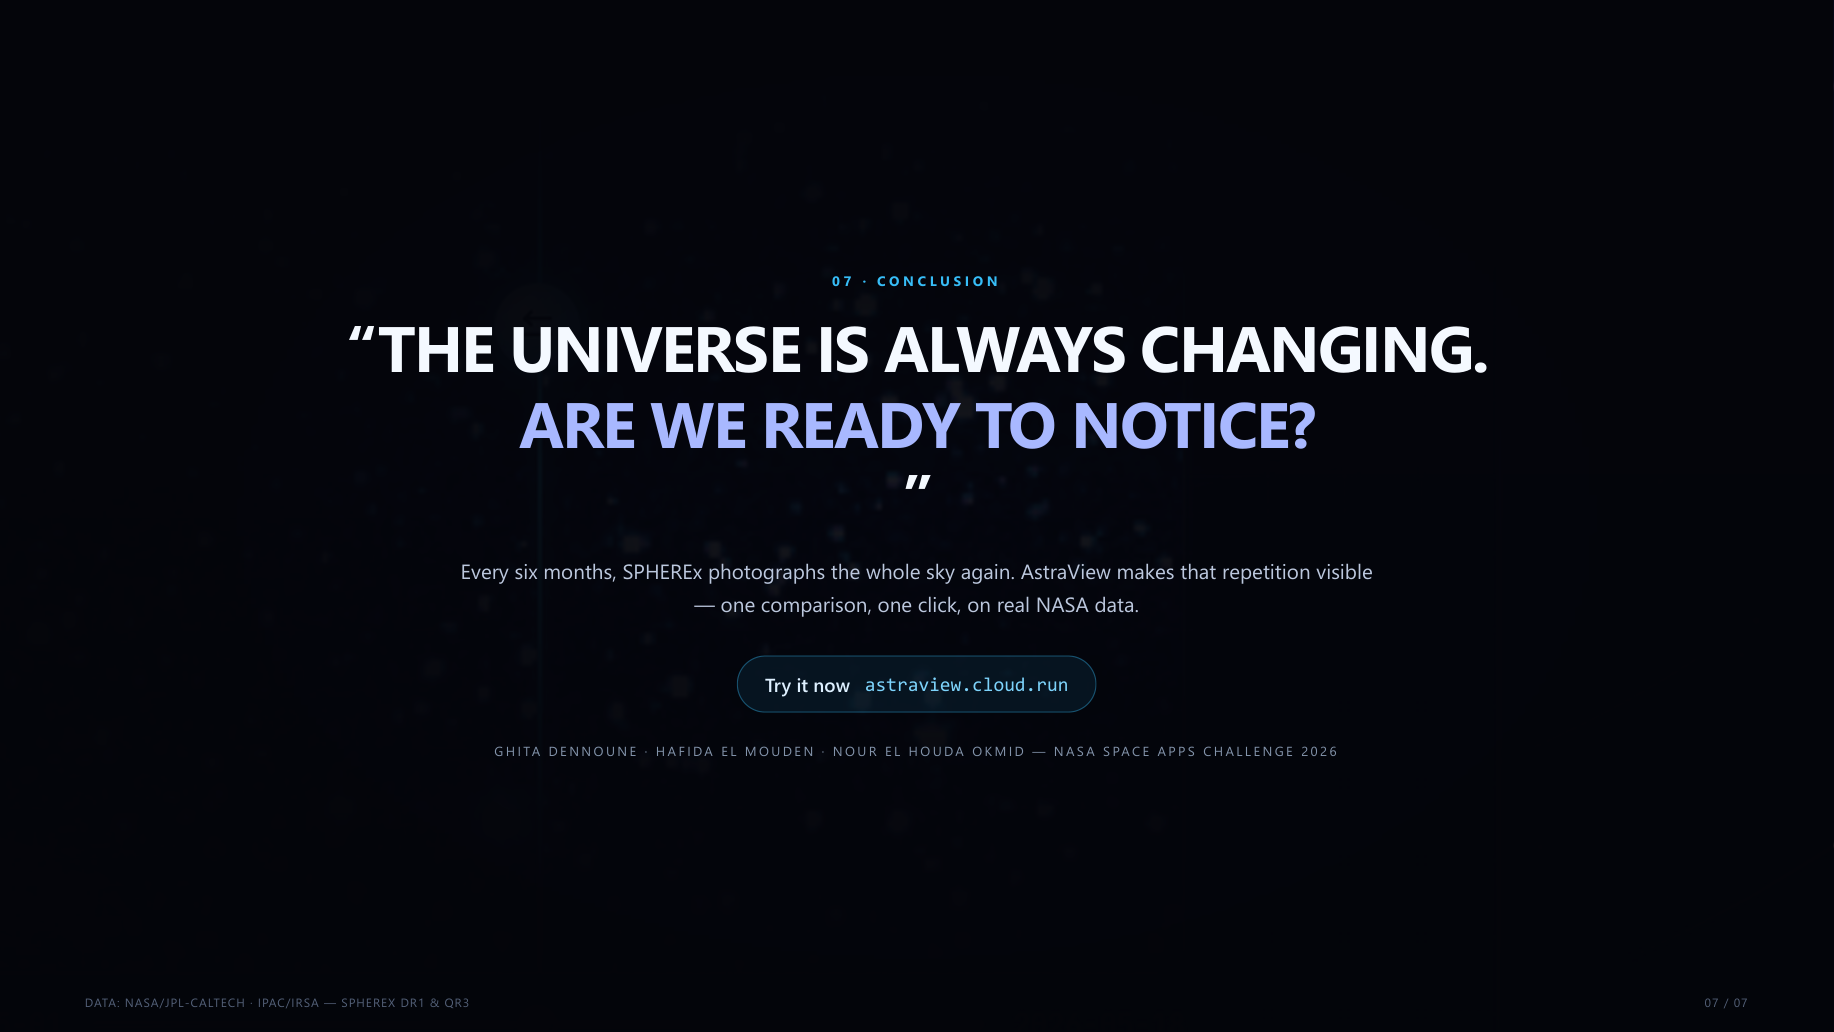 07 · CONCLUSION
“THE UNIVERSE IS ALWAYS CHANGING.
ARE WE READY TO NOTICE?
”
Every six months, SPHEREx photographs the whole sky again. AstraView makes that repetition visible
— one comparison, one click, on real NASA data.
Try it now astraview.cloud.run
GHITA DENNOUNE · HAFIDA EL MOUDEN · NOUR EL HOUDA OKMID — NASA SPACE APPS CHALLENGE 2026
DATA: NASA/JPL-CALTECH · IPAC/IRSA — SPHEREX DR1 & QR3
07 / 07